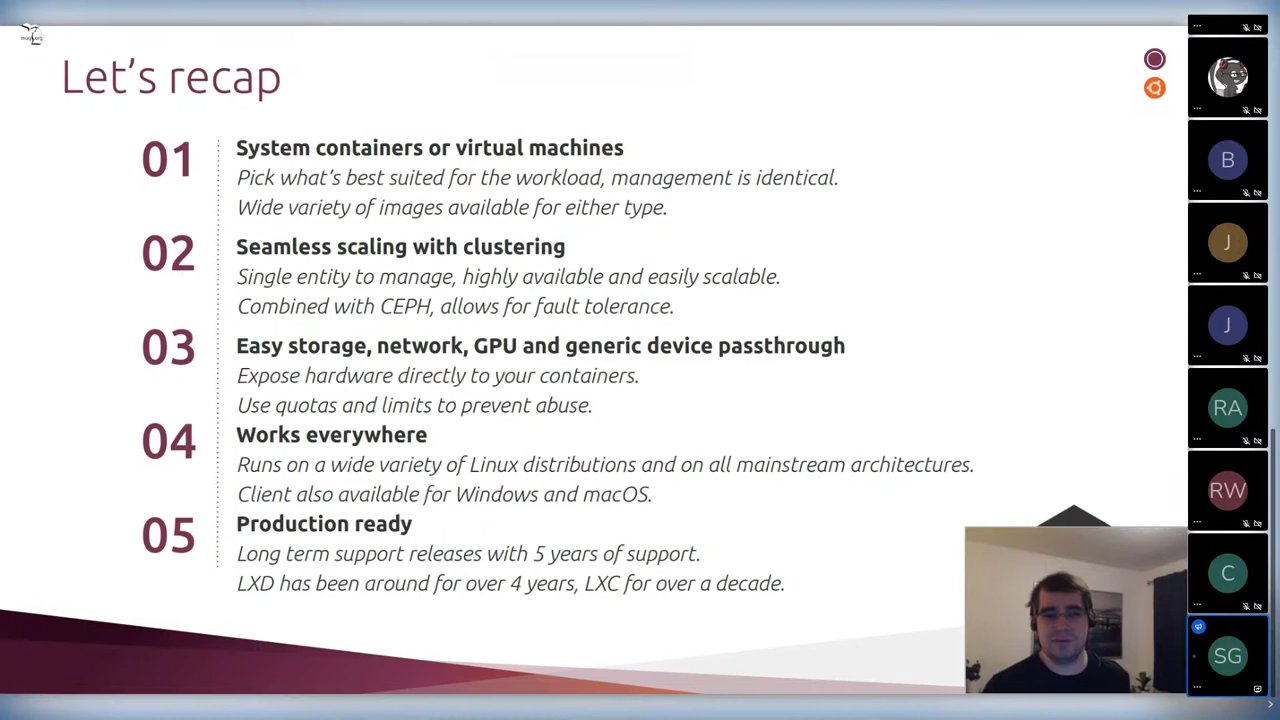 Let's recap
01
System containers or virtual machines
Pick what's best suited for the workload, management is identical.
Wide variety of images available for either type.
02
Seamless scaling with clustering
Single entity to manage, highly available and easily scalable.
Combined with CEPH, allows for fault tolerance.
03
Easy storage, network, GPU and generic device passthrough
Expose hardware directly to your containers.
Use quotas and limits to prevent abuse.
04
Works everywhere
Runs on a wide variety of Linux distributions and on all mainstream architectures.
Client also available for Windows and macOS.
05
Production ready
Long term support releases with 5 years of support.
LXD has been around for over 4 years, LXC for over a decade.
B
J
J
RA
RW
C
SG